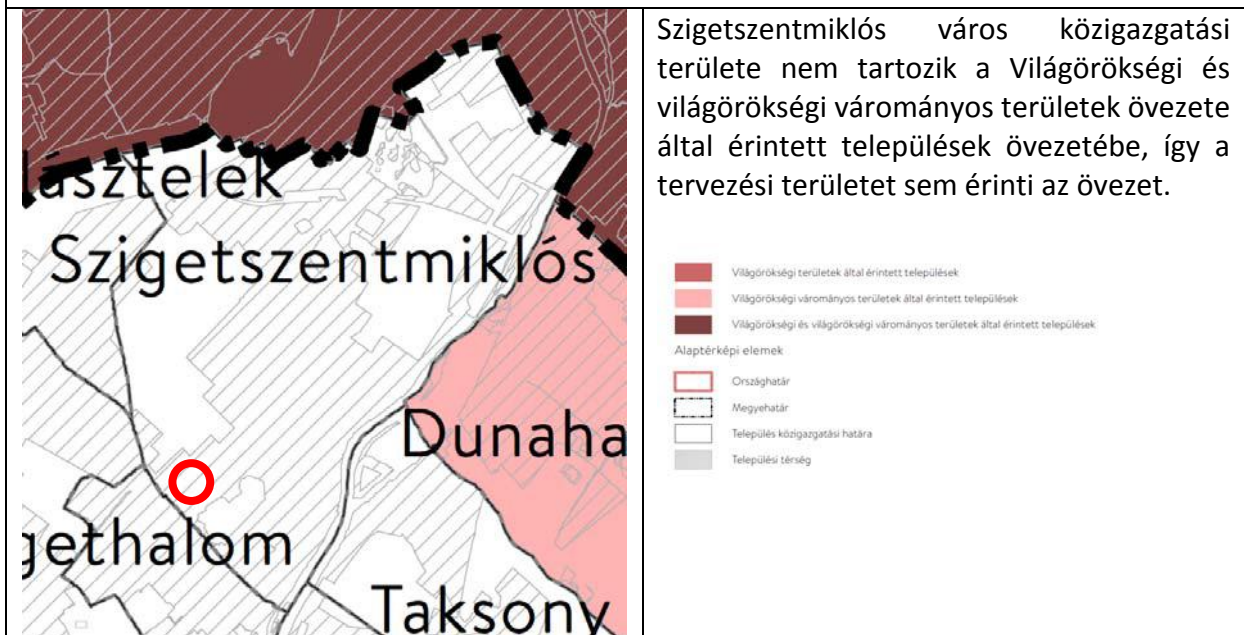 Szigetszentmiklós város közigazgatási
területe nem tartozik a Világörökségi és
világörökségi várományos területek övezete
által érintett települések övezetébe, így a
tervezési területet sem érinti az övezet.
Világörökségi területek által érintett települések
Világörökségi várományos területek által érintett települések
Világörökségi és világörökségi várományos területek által érintett települések
Alaptérképi elemek
Országhatár
Megyehatár
Település közigazgatási határa
Települési térség
lásztelek
Szigetszentmiklós
Dunaha
gethalom
Taksony